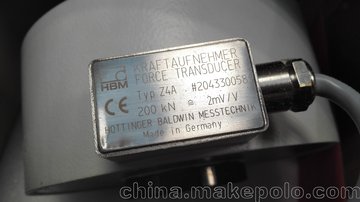 HBM
KRAFTAUFNEHMER
FORCE TRANSDUCER
Typ Z4A #204330058
CE 200 kN ≙ 2mV/V
HOTTINGER BALDWIN MESSTECHNIK
Made in Germany
china.makepolo.com